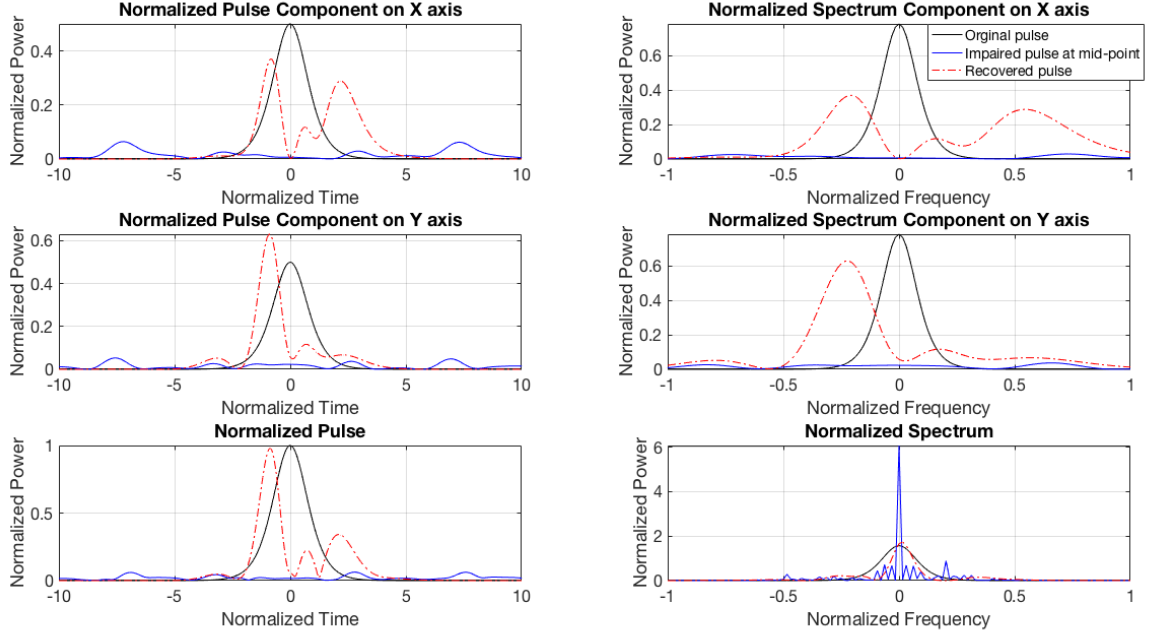 Normalized Pulse Component on X axis
Normalized Power
0.4
0.2
0
-10
-5
0
5
10
Normalized Time
Normalized Spectrum Component on X axis
Orginal pulse
Impaired pulse at mid-point
Recovered pulse
Normalized Power
0.6
0.4
0.2
0
-1
-0.5
0
0.5
1
Normalized Frequency
Normalized Pulse Component on Y axis
Normalized Power
0.6
0.4
0.2
0
-10
-5
0
5
10
Normalized Time
Normalized Spectrum Component on Y axis
Normalized Power
0.6
0.4
0.2
0
-1
-0.5
0
0.5
1
Normalized Frequency
Normalized Pulse
Normalized Power
1
0.5
0
-10
-5
0
5
10
Normalized Time
Normalized Spectrum
Normalized Power
6
4
2
0
-1
-0.5
0
0.5
1
Normalized Frequency